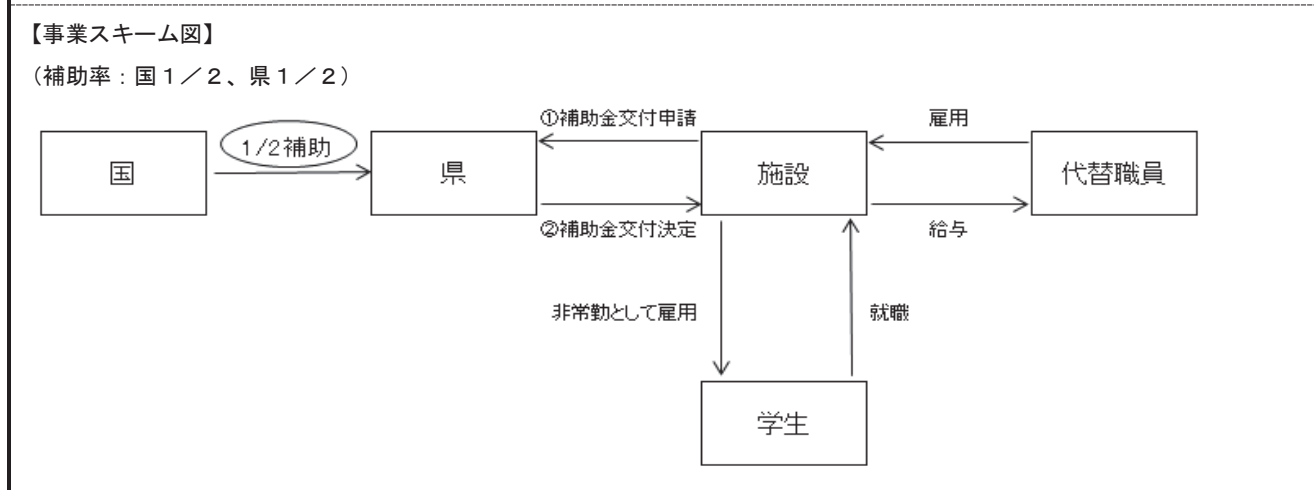 【事業スキーム図】
（補助率：国１／２、県１／２）
①補助金交付申請
雇用
1/2補助
国
県
施設
代替職員
②補助金交付決定
給与
非常勤として雇用
就職
学生